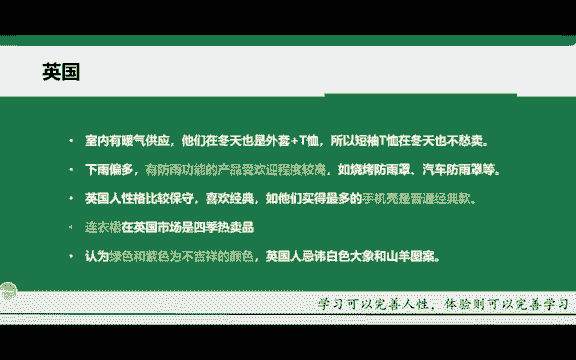 英国
• 室内有暖气供应，他们在冬天也是外套+T恤，所以短袖T恤在冬天也不愁卖。
• 下雨偏多，有防雨功能的产品受欢迎程度较高，如烧烤防雨罩、汽车防雨罩等。
• 英国人性格比较保守，喜欢经典，如他们买得最多的手机壳是普通经典款。
• 连衣裙在英国市场是四季热卖品
• 认为绿色和紫色为不吉祥的颜色，英国人忌讳白色大象和山羊图案。
学习可以完善人性，体验则可以完善学习